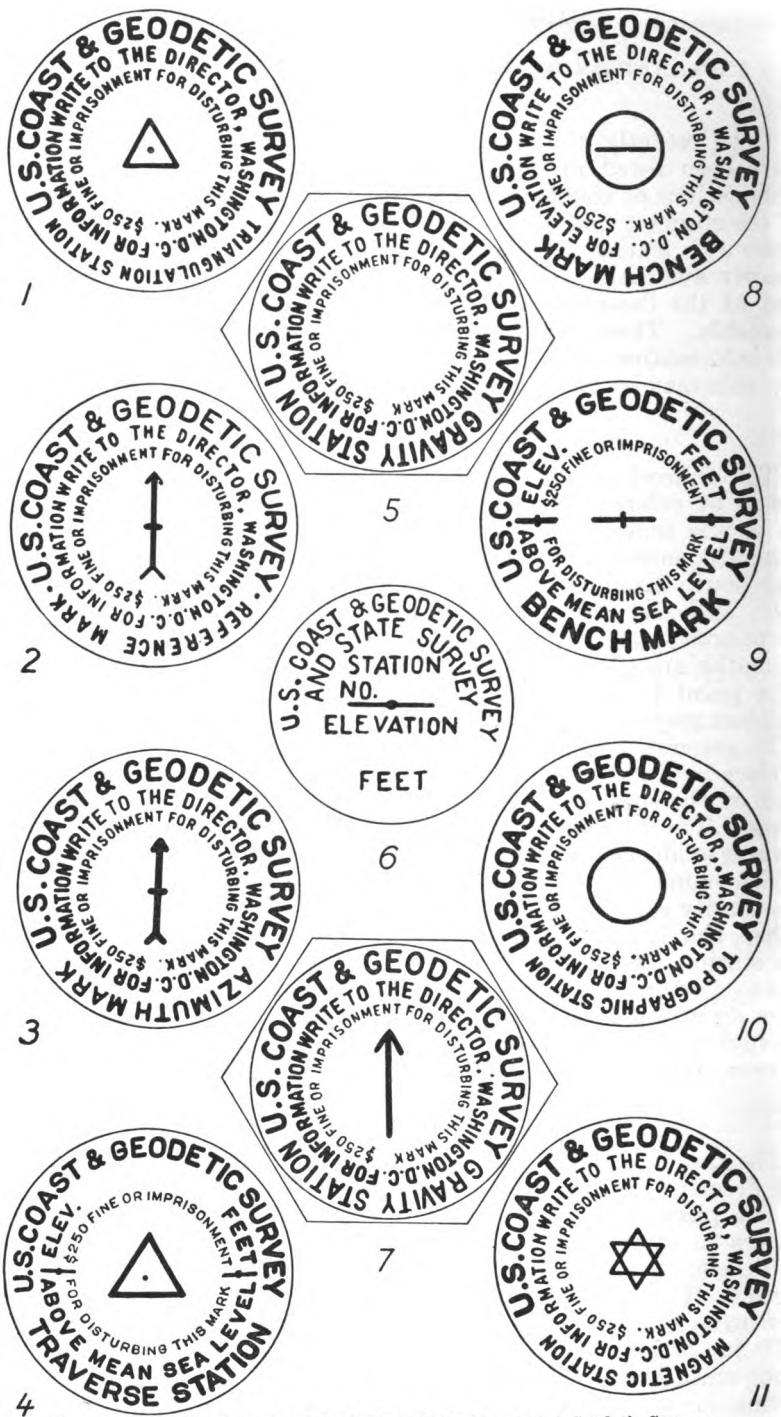 U.S. COAST & GEODETIC SURVEY TRIANGULATION STATION
FOR INFORMATION WRITE TO THE DIRECTOR, WASHINGTON, D.C.
$250 FINE OR IMPRISONMENT FOR DISTURBING THIS MARK.
1
U.S. COAST & GEODETIC SURVEY · REFERENCE MARK ·
FOR INFORMATION WRITE TO THE DIRECTOR, WASHINGTON, D.C.
$250 FINE OR IMPRISONMENT FOR DISTURBING THIS MARK.
2
U.S. COAST & GEODETIC SURVEY AZIMUTH MARK
FOR INFORMATION WRITE TO THE DIRECTOR. WASHINGTON, D.C.
$250 FINE OR IMPRISONMENT FOR DISTURBING THIS MARK.
3
U.S. COAST & GEODETIC SURVEY
ELEV. FEET
$250 FINE OR IMPRISONMENT
FOR DISTURBING THIS MARK
ABOVE MEAN SEA LEVEL
TRAVERSE STATION
4
U.S. COAST & GEODETIC SURVEY GRAVITY STATION
FOR INFORMATION WRITE TO THE DIRECTOR. WASHINGTON, D.C.
$250 FINE OR IMPRISONMENT FOR DISTURBING THIS MARK
5
U.S. COAST & GEODETIC SURVEY
AND STATE SURVEY
STATION
NO.
ELEVATION
FEET
6
U.S. COAST & GEODETIC SURVEY GRAVITY STATION
FOR INFORMATION WRITE TO THE DIRECTOR. WASHINGTON, D.C.
$250 FINE OR IMPRISONMENT FOR DISTURBING THIS MARK
7
U.S. COAST & GEODETIC SURVEY
BENCH MARK
FOR ELEVATION WRITE TO THE DIRECTOR, WASHINGTON, D.C.
$250 FINE OR IMPRISONMENT FOR DISTURBING THIS MARK.
8
U.S. COAST & GEODETIC SURVEY
ELEV. FEET
$250 FINE OR IMPRISONMENT
FOR DISTURBING THIS MARK
ABOVE MEAN SEA LEVEL
BENCH MARK
9
U.S. COAST & GEODETIC SURVEY TOPOGRAPHIC STATION
FOR INFORMATION WRITE TO THE DIRECTOR, WASHINGTON, D.C.
$250 FINE OR IMPRISONMENT FOR DISTURBING THIS MARK.
10
U.S. COAST & GEODETIC SURVEY MAGNETIC STATION
FOR INFORMATION WRITE TO THE DIRECTOR, WASHINGTON, D.C.
$250 FINE OR IMPRISONMENT FOR DISTURBING THIS MARK.
11